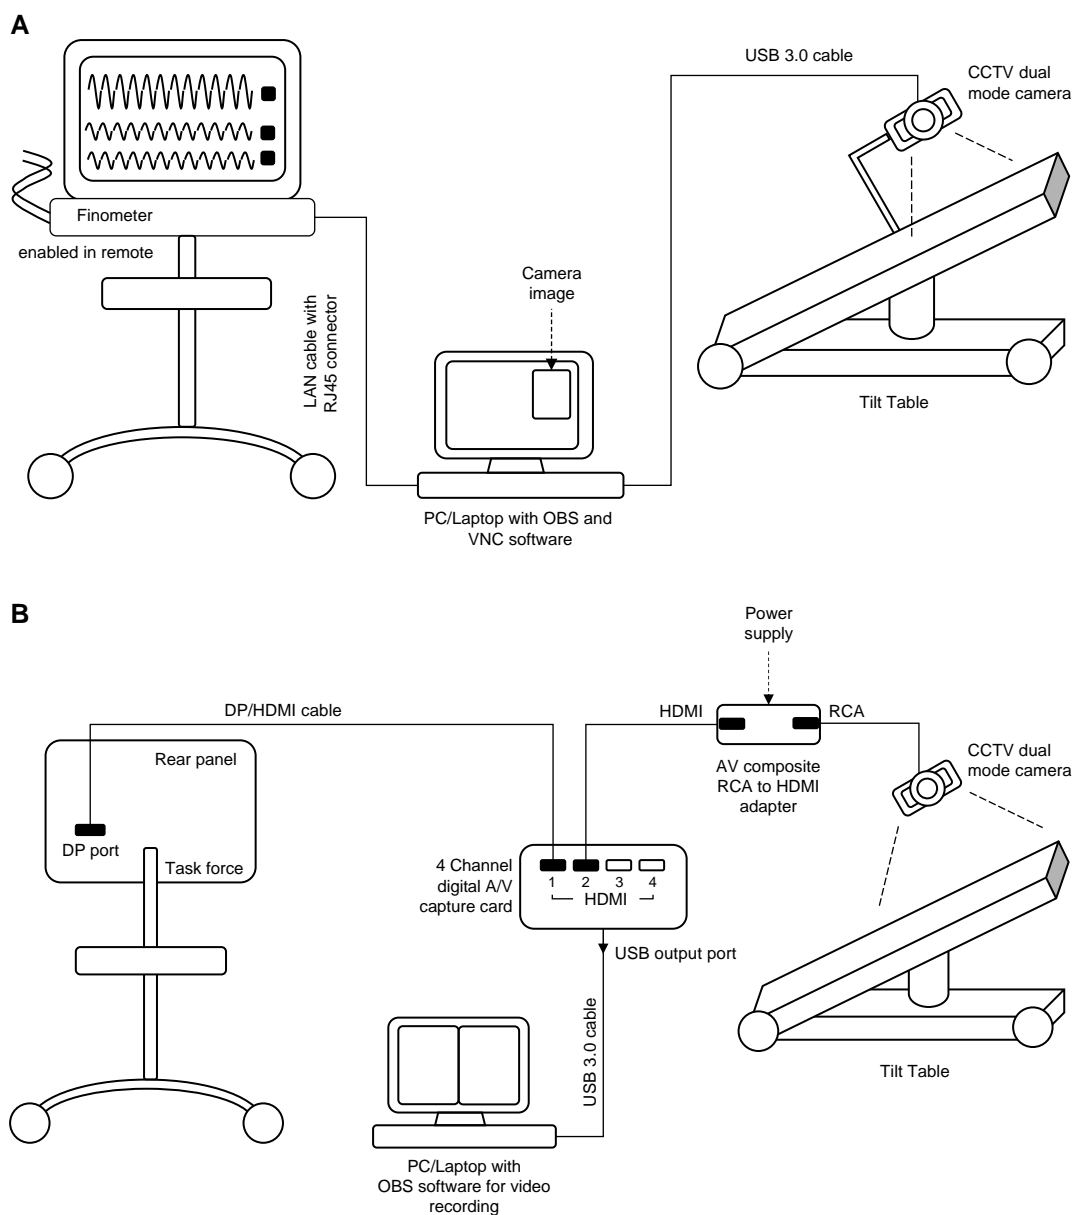 A
USB 3.0 cable
CCTV dual
mode camera
Finometer
enabled in remote
Camera
image
LAN cable with
RJ45 connector
Tilt Table
PC/Laptop with OBS and
VNC software
B
Power
supply
DP/HDMI cable
HDMI
RCA
Rear panel
CCTV dual
mode camera
AV composite
RCA to HDMI
adapter
DP port
Task force
4 Channel
digital A/V
capture card
1 2 3 4
HDMI
USB output port
USB 3.0 cable
Tilt Table
PC/Laptop with
OBS software for video
recording